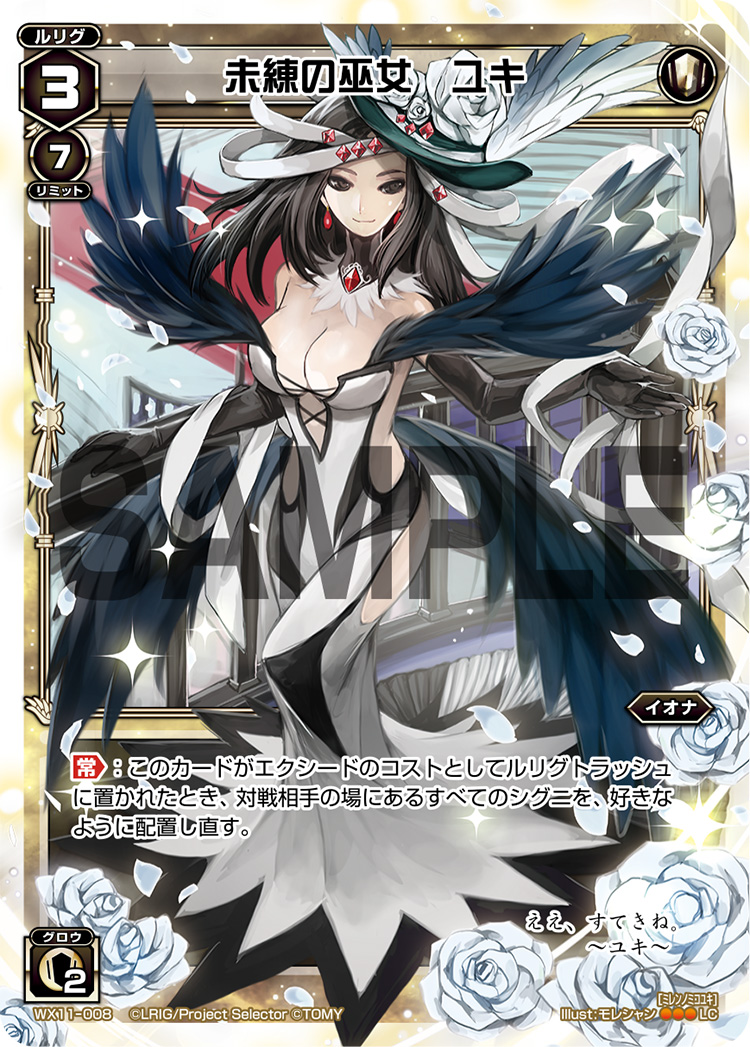 ルリグ
3
未練の巫女 ユキ
7
リミット
SAMPLE
イオナ
常:このカードがエクシードのコストとしてルリグトラッシュ
に置かれたとき、対戦相手の場にあるすべてのシグニを、好きな
ように配置し直す。
ええ、すてきね。
～ユキ～
グロウ
2
[ミレンノミコユキ]
WX11-008 ©LRIG/Project Selector ©TOMY Illust:モレシャン LC